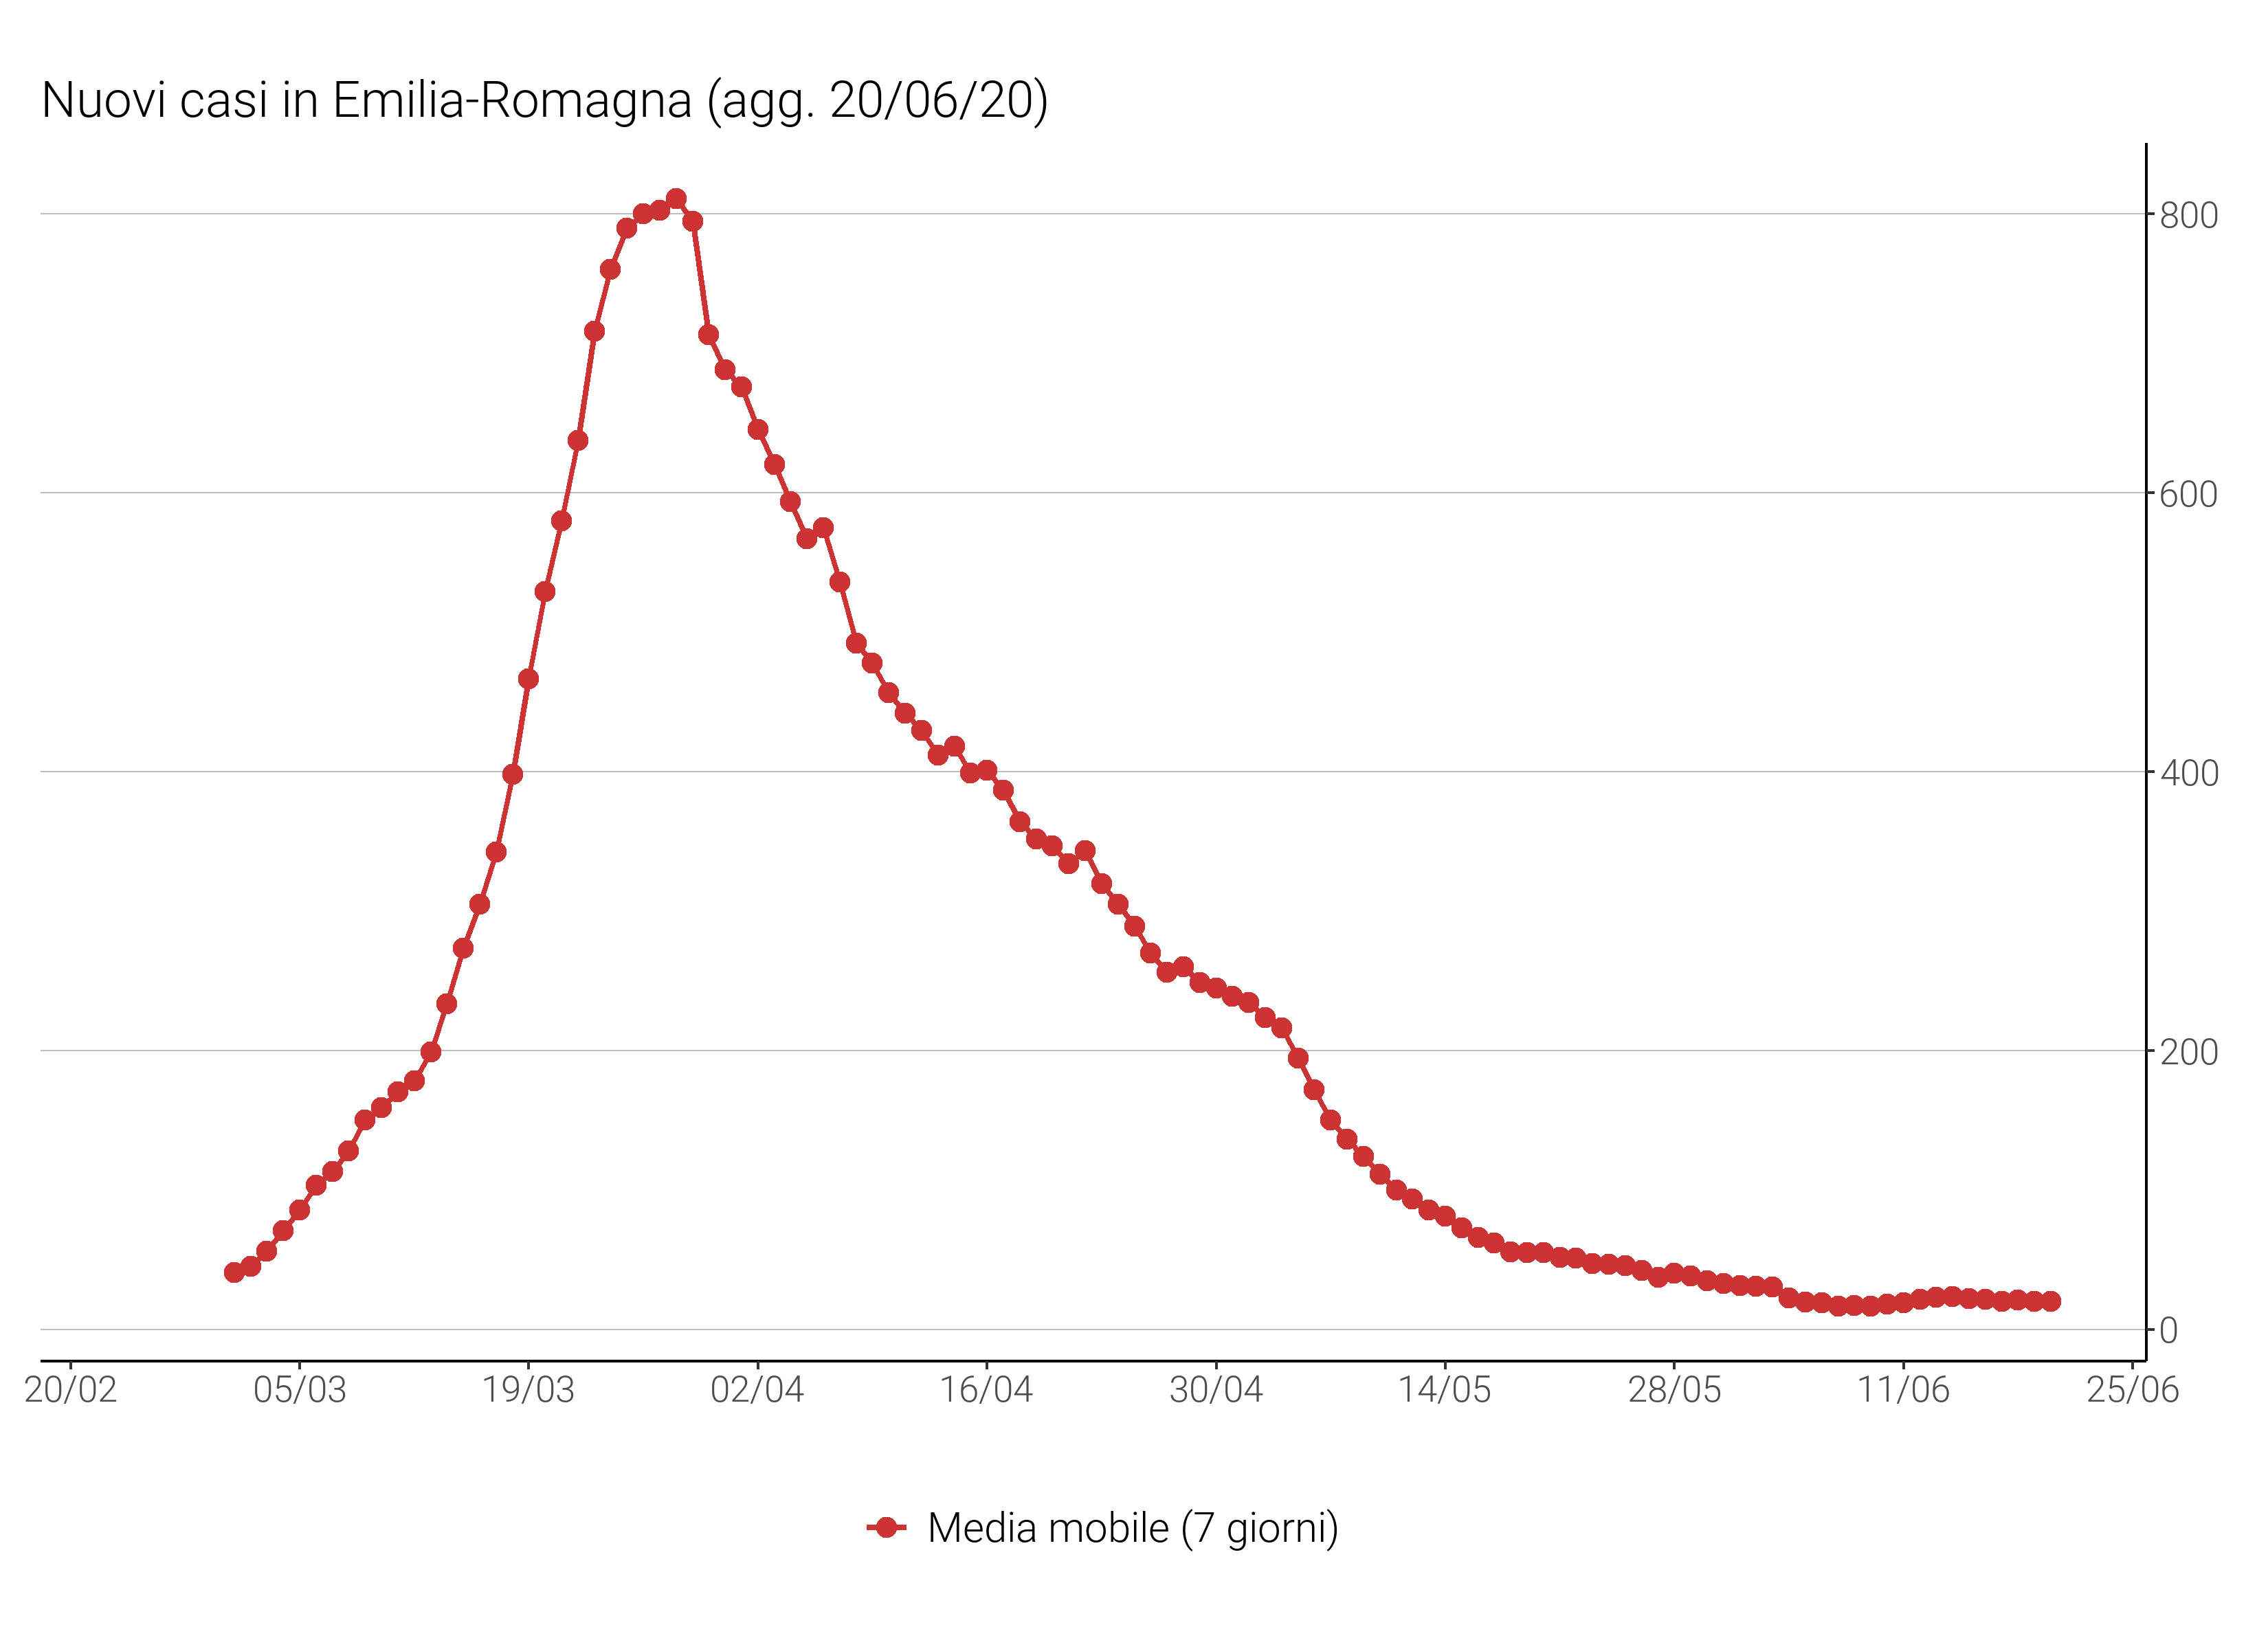 Nuovi casi in Emilia-Romagna (agg. 20/06/20)
800
600
400
200
0
20/02 05/03 19/03 02/04 16/04 30/04 14/05 28/05 11/06 25/06
Media mobile (7 giorni)